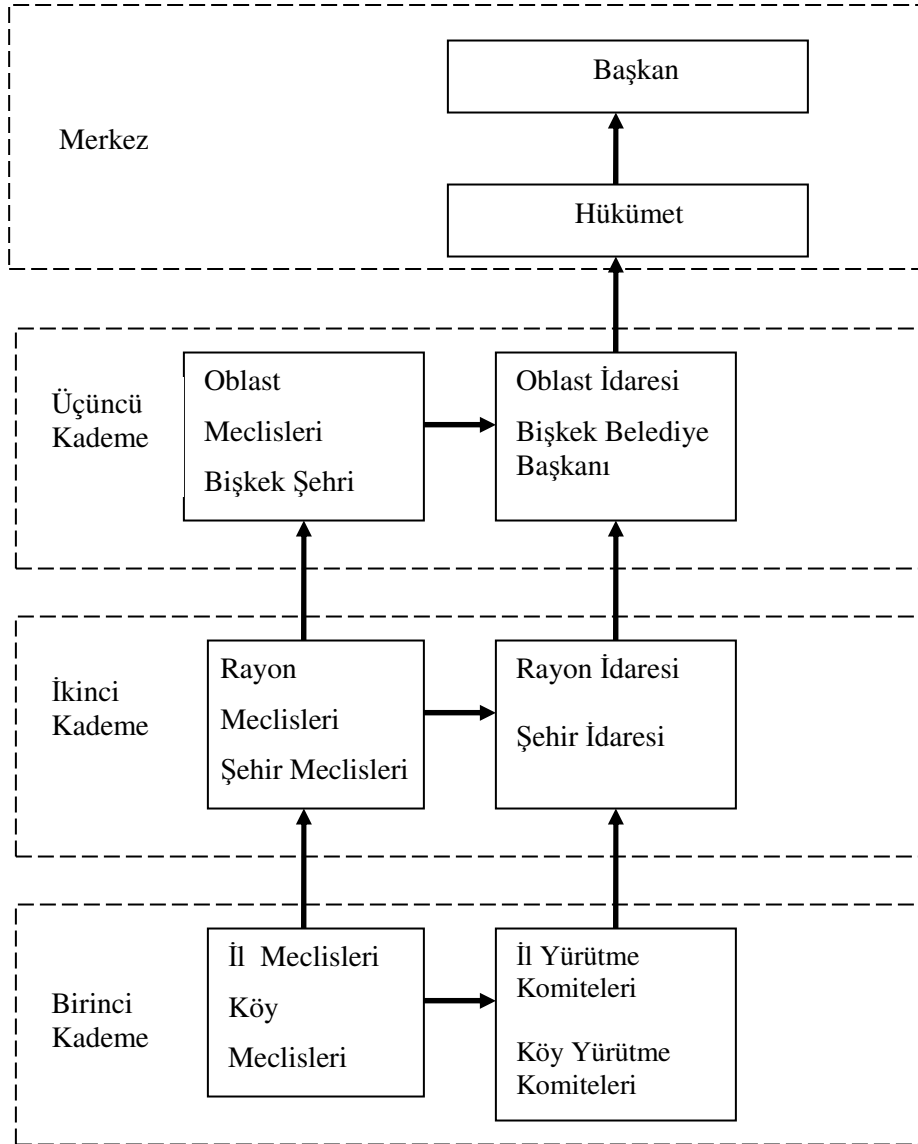 Başkan
Merkez
Hükümet
Üçüncü
Kademe
Oblast
Meclisleri
Bişkek Şehri
Oblast İdaresi
Bişkek Belediye
Başkanı
İkinci
Kademe
Rayon
Meclisleri
Şehir Meclisleri
Rayon İdaresi
Şehir İdaresi
Birinci
Kademe
İl Meclisleri
Köy
Meclisleri
İl Yürütme
Komiteleri
Köy Yürütme
Komiteleri